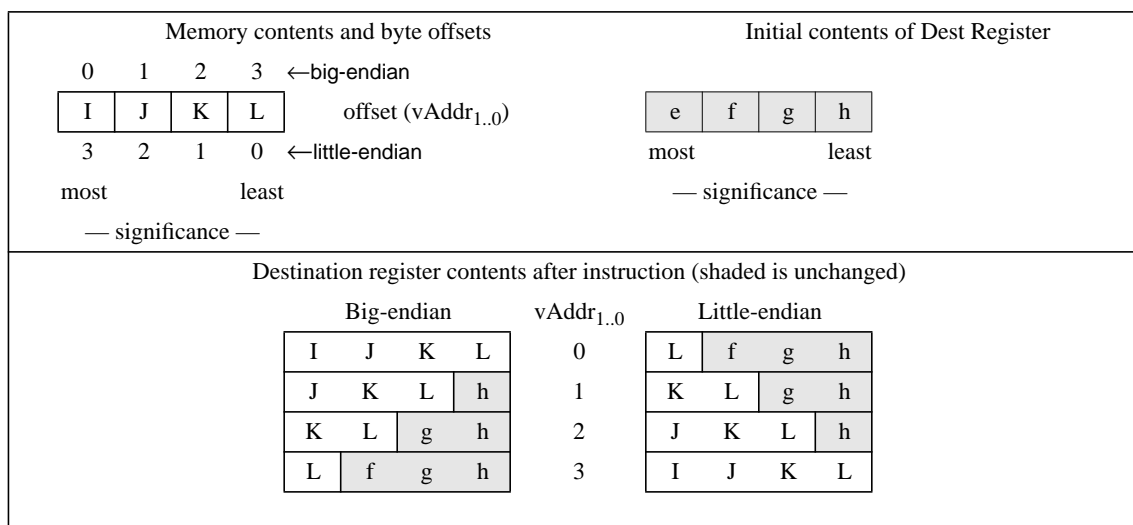 Memory contents and byte offsets
Initial contents of Dest Register
0 1 2 3 ←big-endian
I J K L offset (vAddr1..0)
e f g h
3 2 1 0 ←little-endian
most least
most least
— significance —
— significance —
Destination register contents after instruction (shaded is unchanged)
Big-endian vAddr1..0 Little-endian
I J K L 0 L f g h
J K L h 1 K L g h
K L g h 2 J K L h
L f g h 3 I J K L